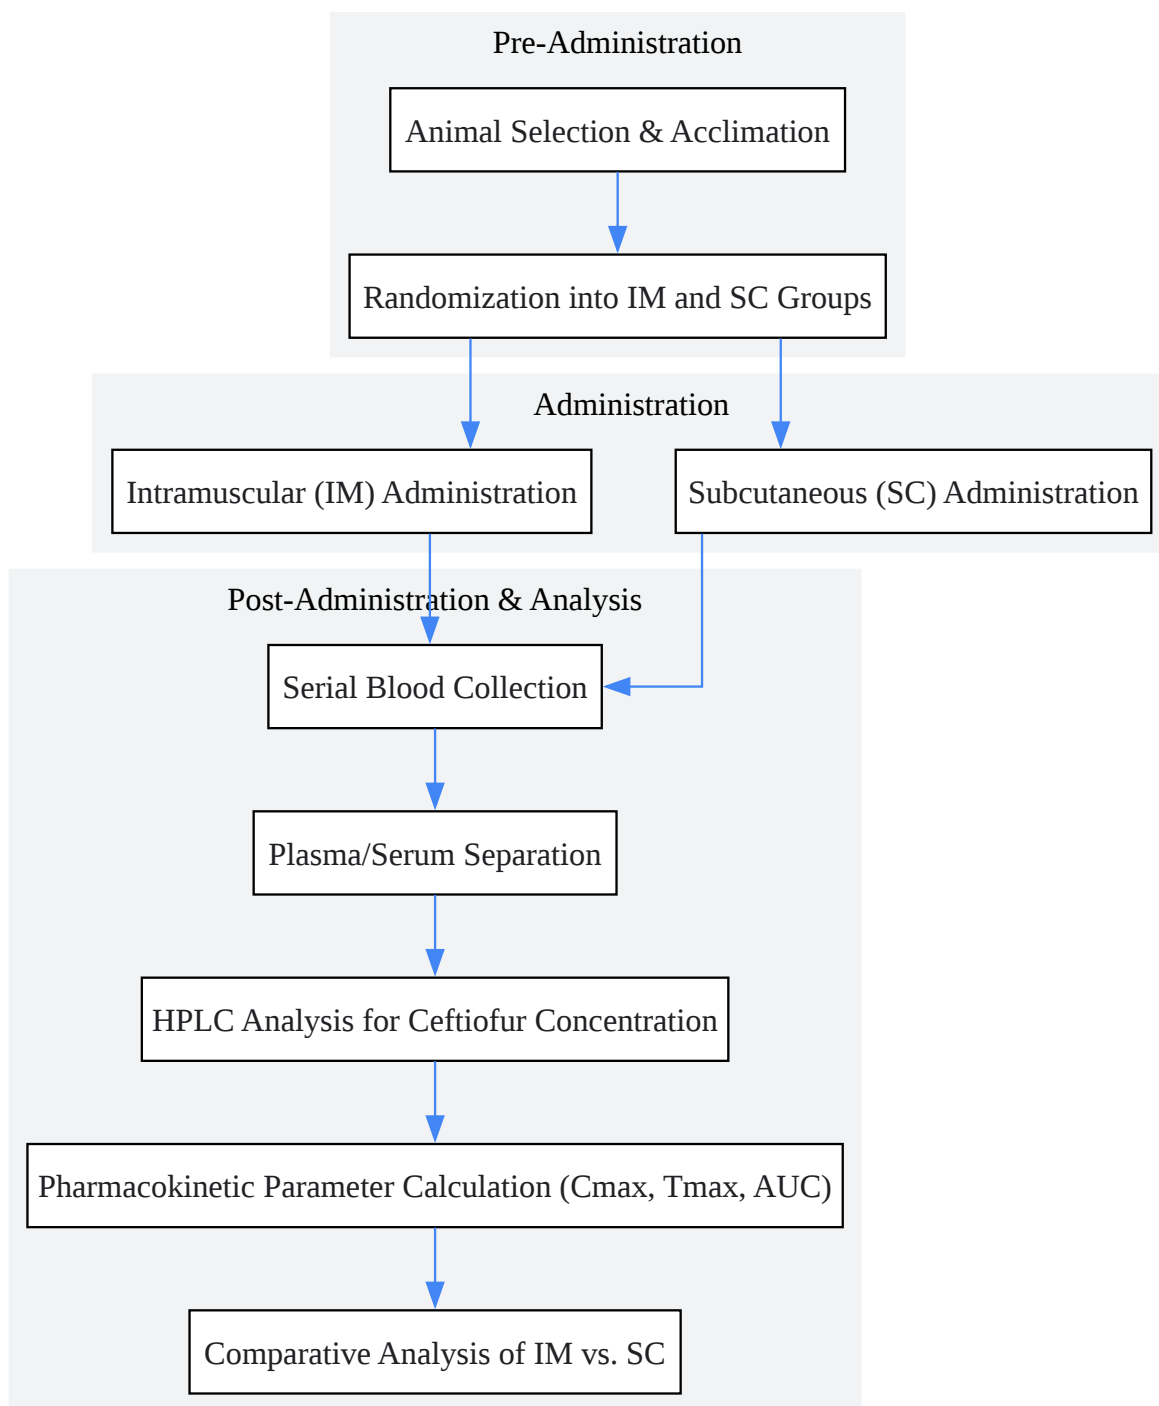 Pre-Administration
Animal Selection & Acclimation
Randomization into IM and SC Groups
Administration
Intramuscular (IM) Administration
Subcutaneous (SC) Administration
Post-Administration & Analysis
Serial Blood Collection
Plasma/Serum Separation
HPLC Analysis for Ceftiofur Concentration
Pharmacokinetic Parameter Calculation (Cmax, Tmax, AUC)
Comparative Analysis of IM vs. SC